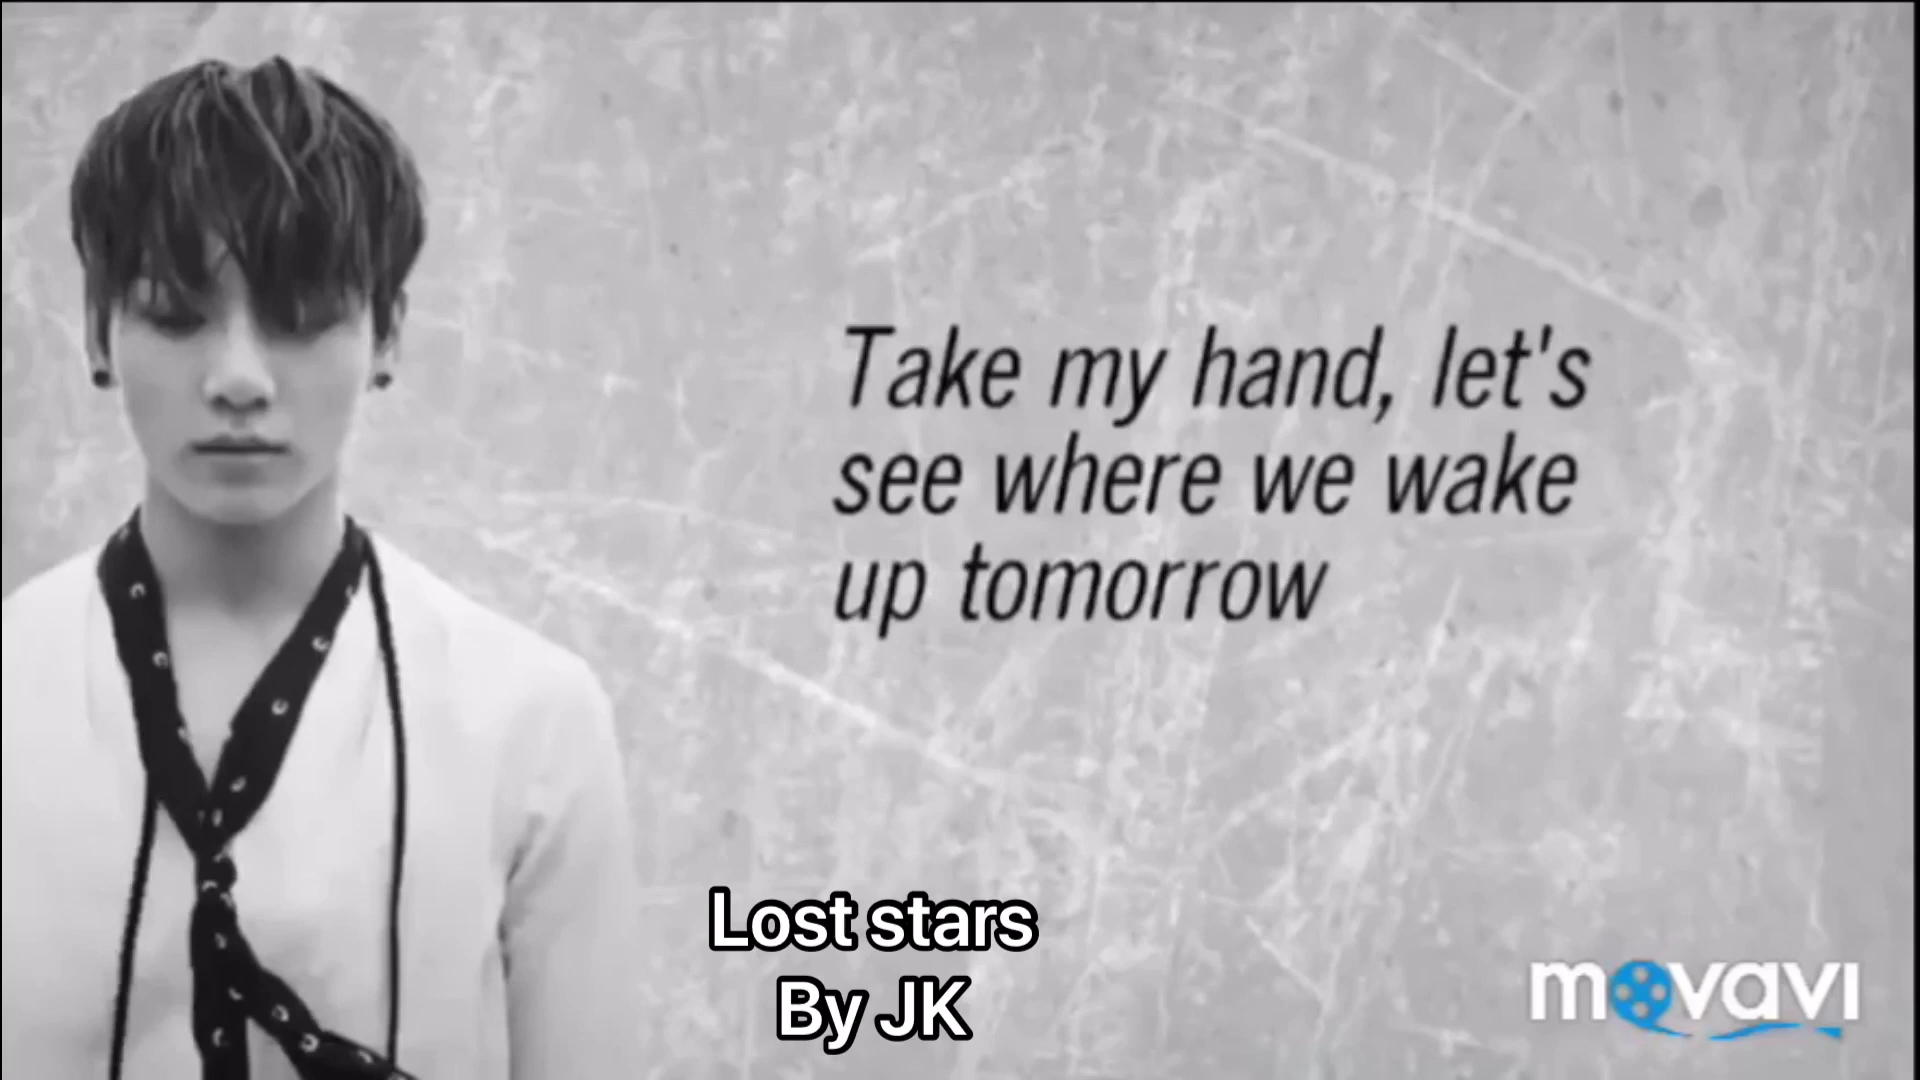 Take my hand, let's
see where we wake
up tomorrow
Lost stars
By JK
movavi